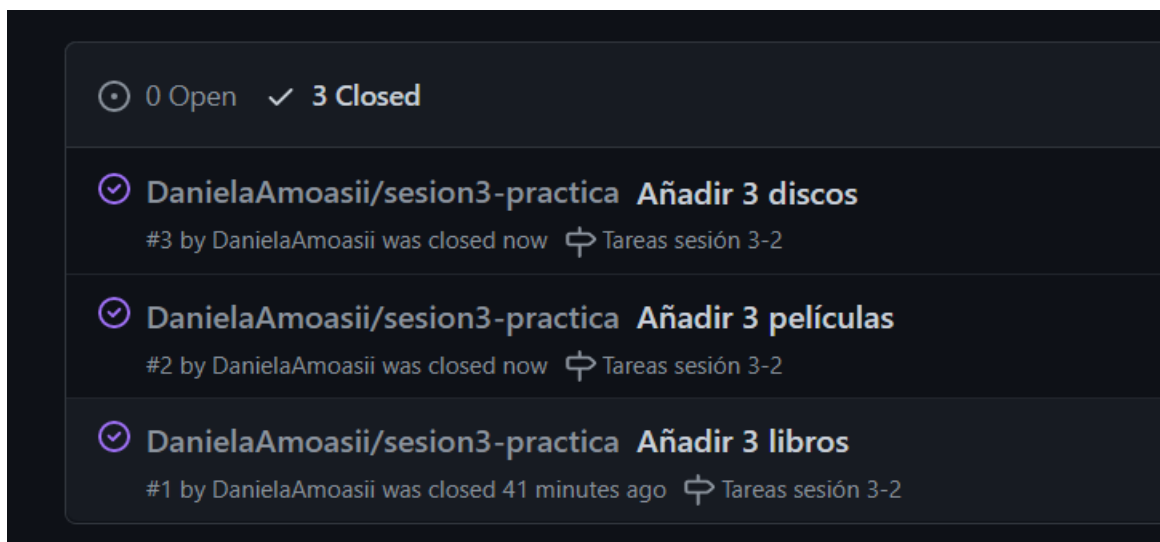 0 Open 3 Closed
DanielaAmoasii/sesion3-practica Añadir 3 discos
#3 by DanielaAmoasii was closed now Tareas sesión 3-2
DanielaAmoasii/sesion3-practica Añadir 3 películas
#2 by DanielaAmoasii was closed now Tareas sesión 3-2
DanielaAmoasii/sesion3-practica Añadir 3 libros
#1 by DanielaAmoasii was closed 41 minutes ago Tareas sesión 3-2